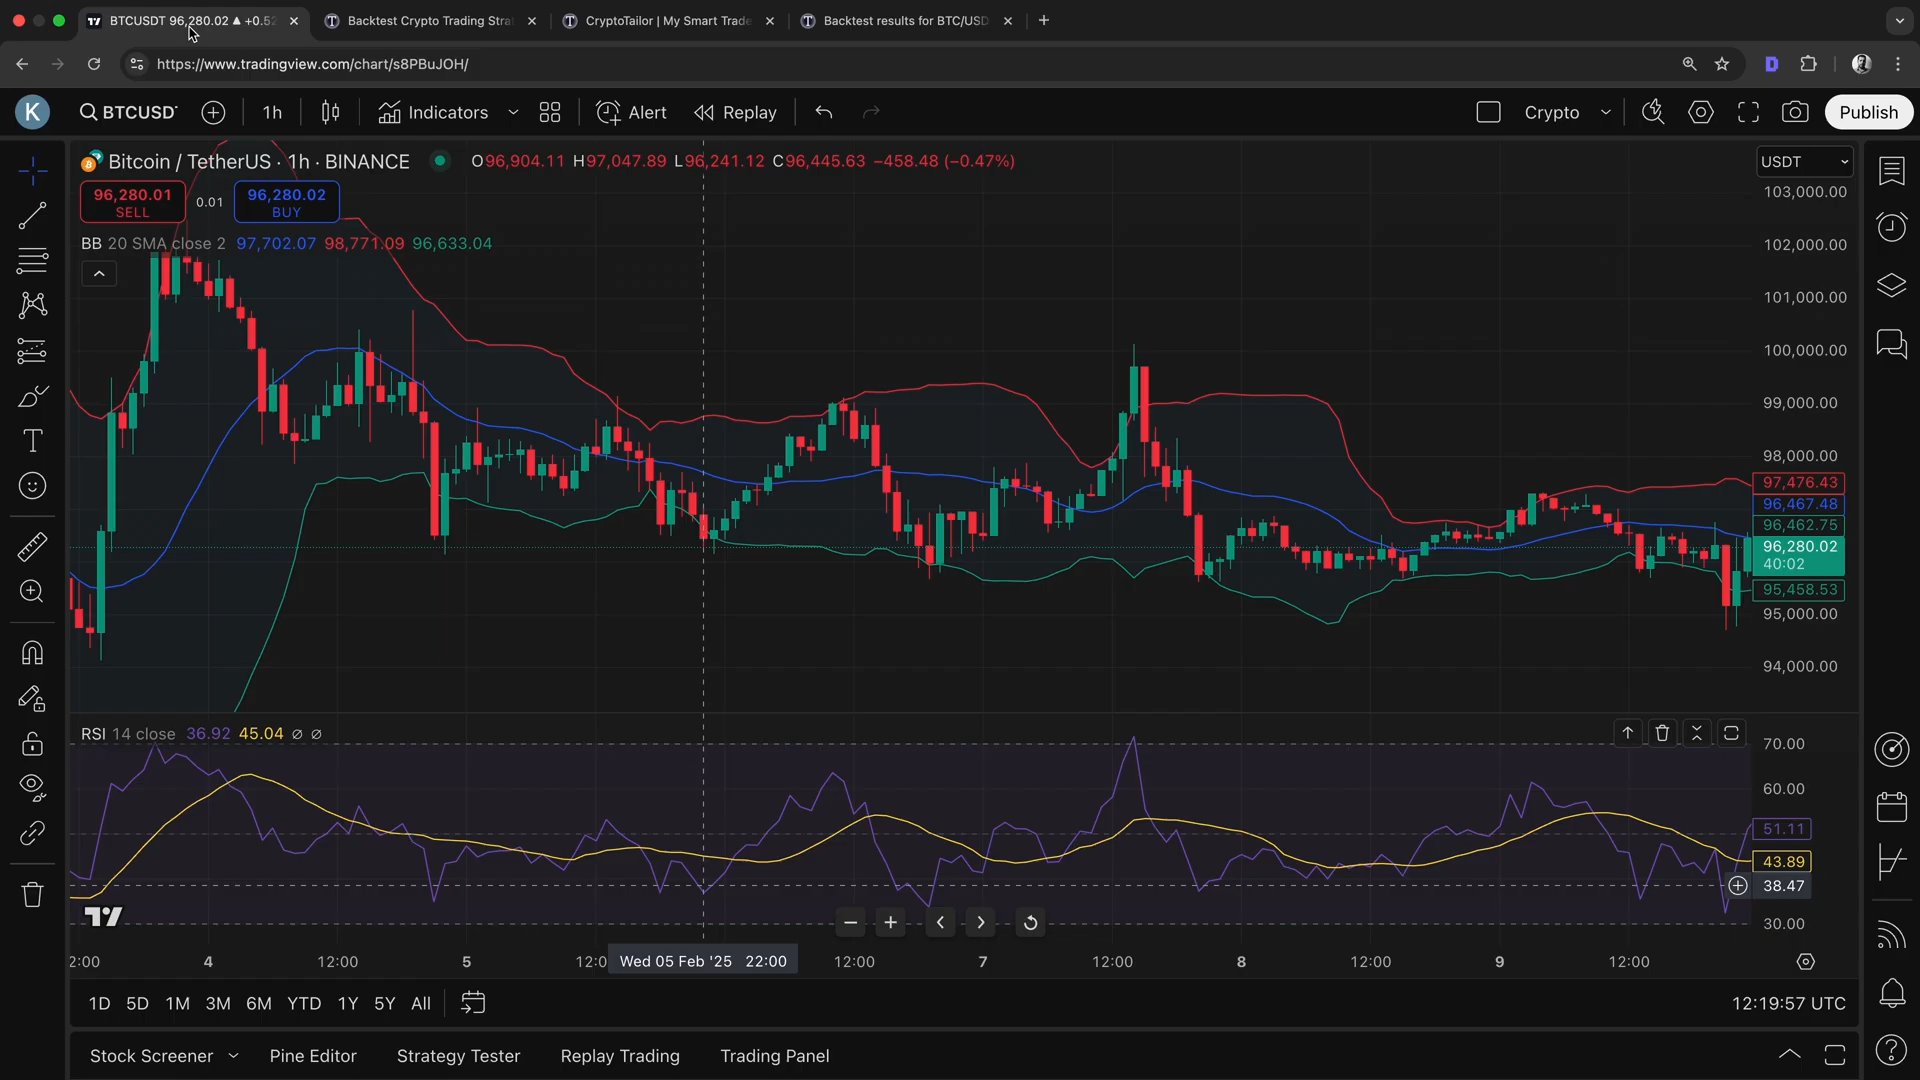 BTCUSDT 96,280.02 ▲ +0.52
Backtest Crypto Trading Stra
CryptoTailor | My Smart Trade
Backtest results for BTC/USD
https://www.tradingview.com/chart/s8PBuJOH/
K
BTCUSDT
1h
Indicators
Alert
Replay
Crypto
Publish
Bitcoin / TetherUS · 1h · BINANCE
O96,904.11 H97,047.89 L96,241.12 C96,445.63 −458.48 (−0.47%)
USDT
96,280.01
SELL
0.01
96,280.02
BUY
BB 20 SMA close 2 97,702.07 98,771.09 96,633.04
103,000.00
102,000.00
101,000.00
100,000.00
99,000.00
98,000.00
97,476.43
96,467.48
96,462.75
96,280.02
40:02
95,458.53
95,000.00
94,000.00
RSI 14 close 36.92 45.04 ∅ ∅
70.00
60.00
51.11
43.89
38.47
30.00
2:00 4 12:00 5 12:0 Wed 05 Feb '25 22:00 12:00 7 12:00 8 12:00 9 12:00
1D 5D 1M 3M 6M YTD 1Y 5Y All
12:19:57 UTC
Stock Screener Pine Editor Strategy Tester Replay Trading Trading Panel